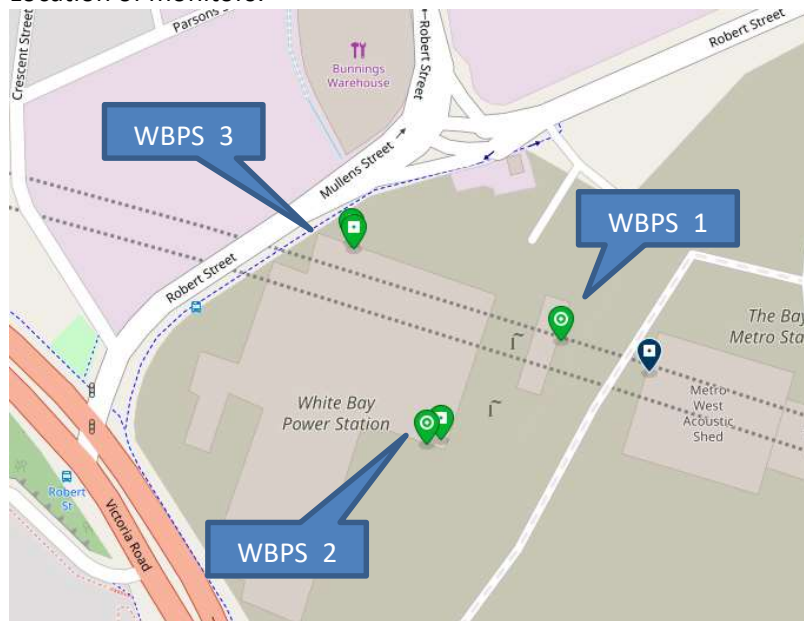 Location of monitors:
Crescent Street
Parsons S
Bunnings
Warehouse
←Robert Street
Robert Street
WBPS 3
Mullens Street
WBPS 1
Robert Street
The Bay
Metro Sta
White Bay
Power Station
Metro
West
Acoustic
Shed
Robert
St
Victoria Road
WBPS 2